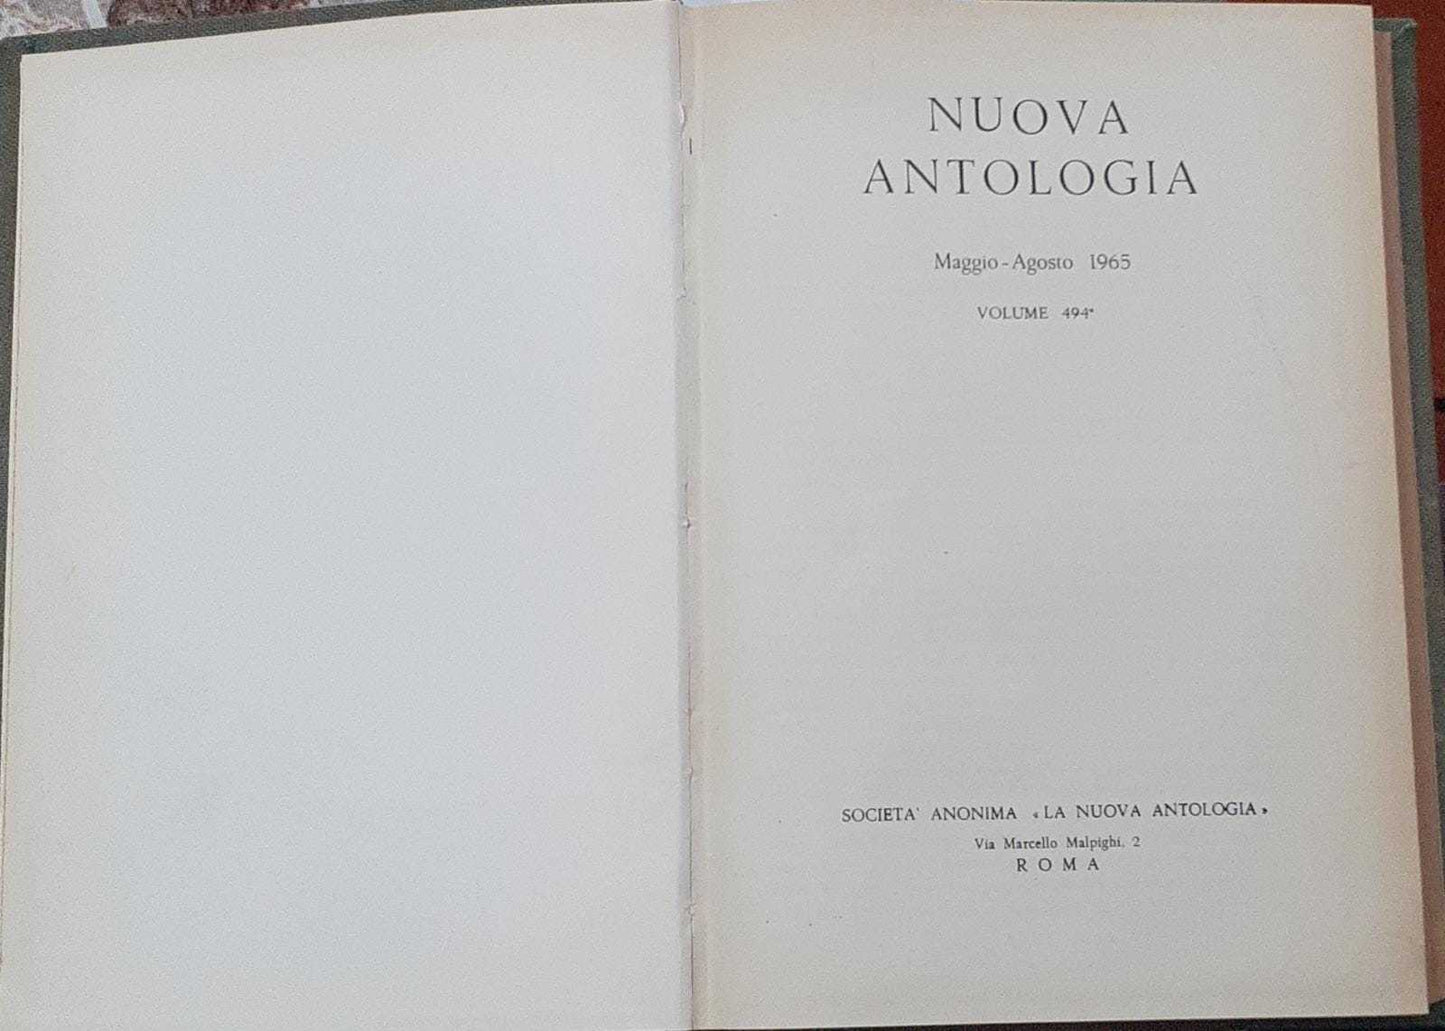 NUOVA
ANTOLOGIA
Maggio-Agosto 1965
VOLUME 494°
SOCIETA' ANONIMA «LA NUOVA ANTOLOGIA»
Via Marcello Malpighi, 2
ROMA